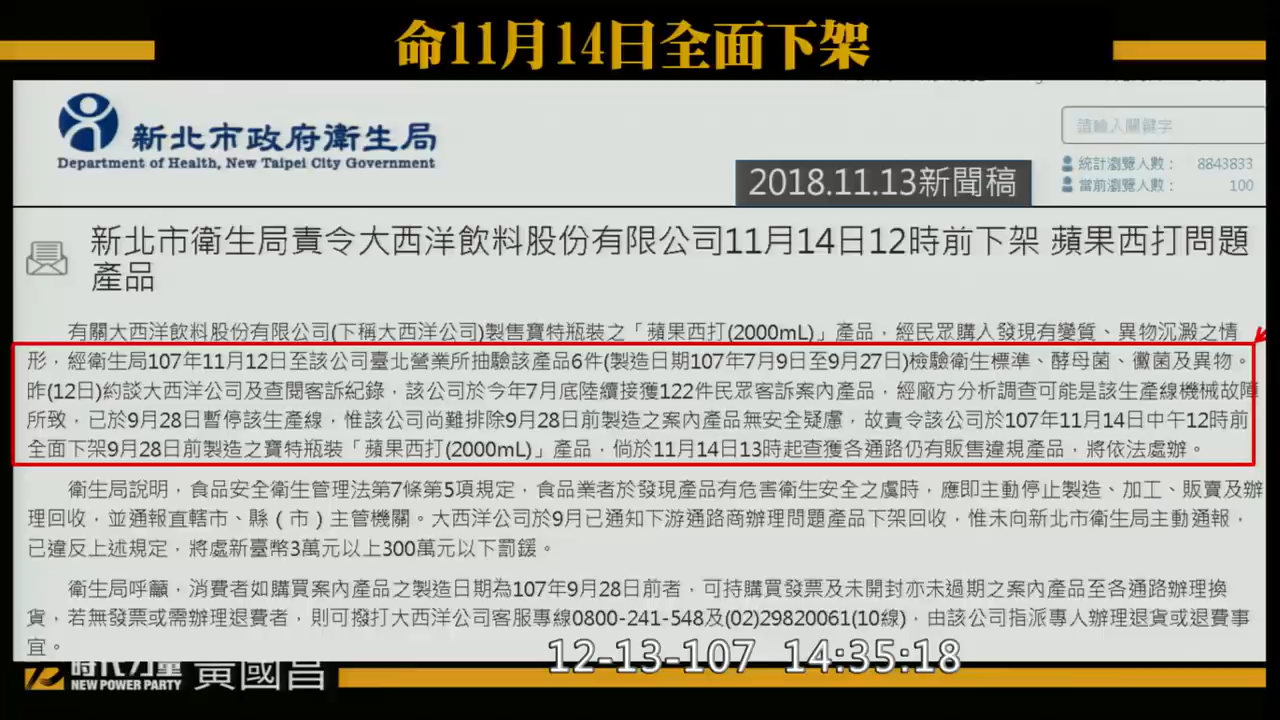 命11月14日全面下架
新北市政府衛生局
Department of Health, New Taipei City Government
請輸入關鍵字
統計瀏覽人數： 8843833
當前瀏覽人數： 100
2018.11.13新聞稿
新北市衛生局責令大西洋飲料股份有限公司11月14日12時前下架 蘋果西打問題
產品
有關大西洋飲料股份有限公司(下稱大西洋公司)製售寶特瓶裝之「蘋果西打(2000mL)」產品，經民眾購入發現有變質、異物沉澱之情
形，經衛生局107年11月12日至該公司臺北營業所抽驗該產品6件(製造日期107年7月9日至9月27日)檢驗衛生標準、酵母菌、黴菌及異物。
昨(12日)約談大西洋公司及查閱客訴紀錄，該公司於今年7月底陸續接獲122件民眾客訴案內產品，經廠方分析調查可能是該生產線機械故障
所致，已於9月28日暫停該生產線，惟該公司尚難排除9月28日前製造之案內產品無安全疑慮，故責令該公司於107年11月14日中午12時前
全面下架9月28日前製造之寶特瓶裝「蘋果西打(2000mL)」產品，倘於11月14日13時起查獲各通路仍有販售違規產品，將依法處辦。
衛生局說明，食品安全衛生管理法第7條第5項規定，食品業者於發現產品有危害衛生安全之虞時，應即主動停止製造、加工、販賣及辦
理回收，並通報直轄市、縣（市）主管機關。大西洋公司於9月已通知下游通路商辦理問題產品下架回收，惟未向新北市衛生局主動通報，
已違反上述規定，將處新臺幣3萬元以上300萬元以下罰鍰。
衛生局呼籲，消費者如購買案內產品之製造日期為107年9月28日前者，可持購買發票及未開封亦未過期之案內產品至各通路辦理換
貨，若無發票或需辦理退費者，則可撥打大西洋公司客服專線0800-241-548及(02)29820061(10線)，由該公司指派專人辦理退貨或退費事
宜。
12-13-107 14:35:18
時代力量 黃國昌
NEW POWER PARTY